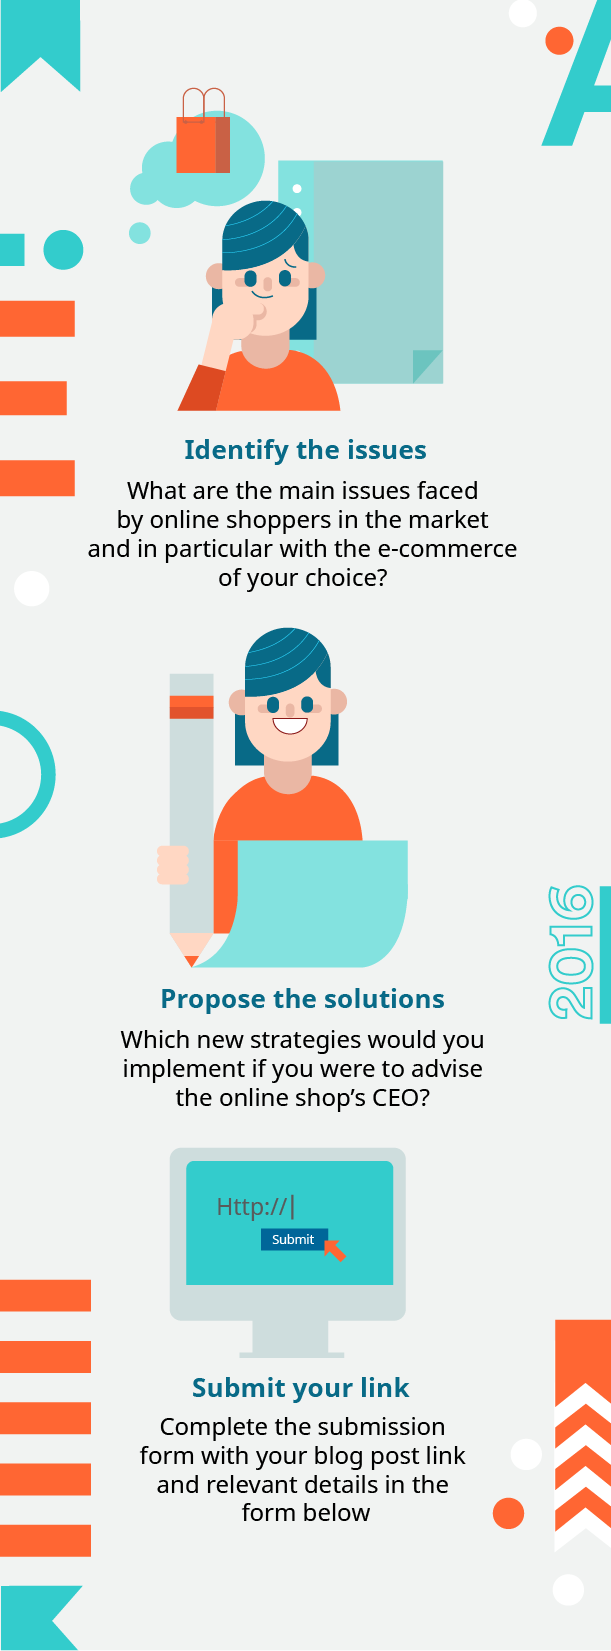 A
Identify the issues
What are the main issues faced
by online shoppers in the market
and in particular with the e-commerce
of your choice?
2016
Propose the solutions
Which new strategies would you
implement if you were to advise
the online shop’s CEO?
Http://|
Submit
Submit your link
Complete the submission
form with your blog post link
and relevant details in the
form below